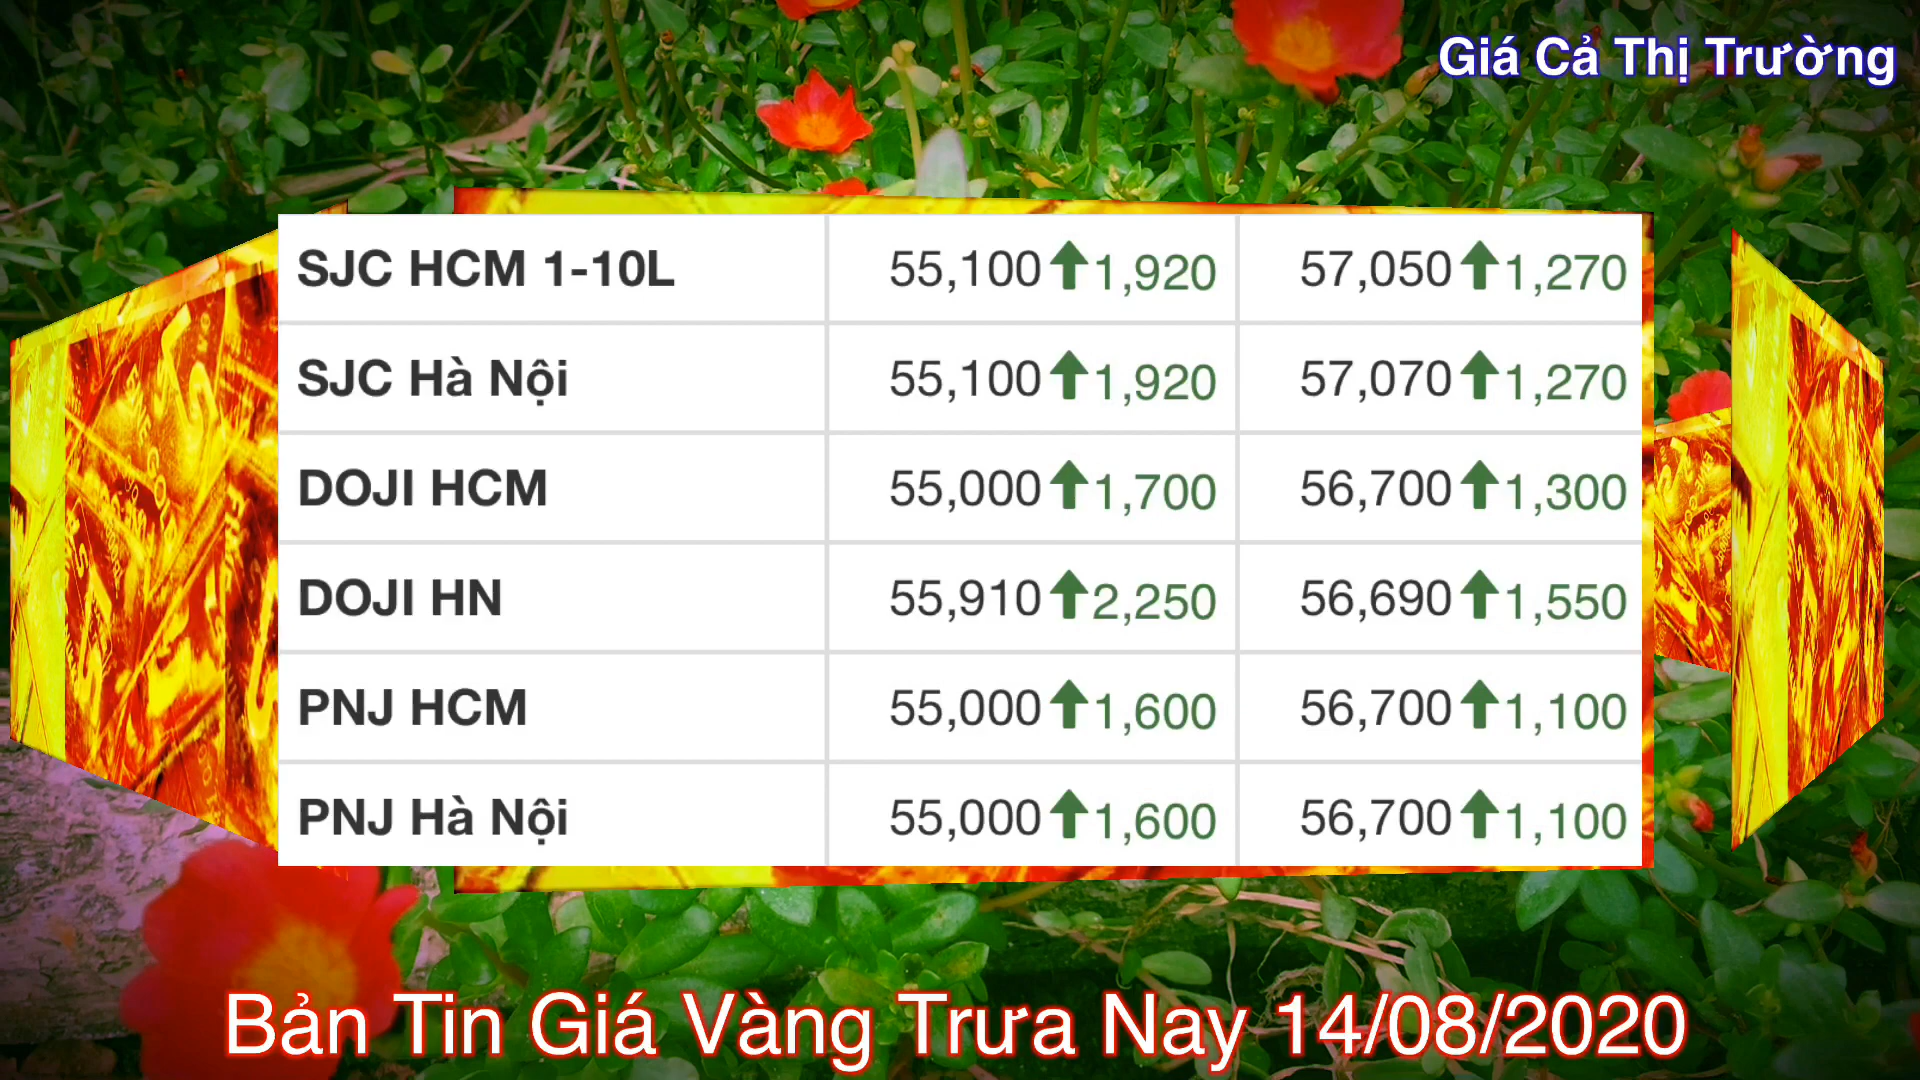 Giá Cả Thị Trường
SJC HCM 1-10L 55,100⬆1,920 57,050⬆1,270
SJC Hà Nội 55,100⬆1,920 57,070⬆1,270
DOJI HCM 55,000⬆1,700 56,700⬆1,300
DOJI HN 55,910⬆2,250 56,690⬆1,550
PNJ HCM 55,000⬆1,600 56,700⬆1,100
PNJ Hà Nội 55,000⬆1,600 56,700⬆1,100
Bản Tin Giá Vàng Trưa Nay 14/08/2020